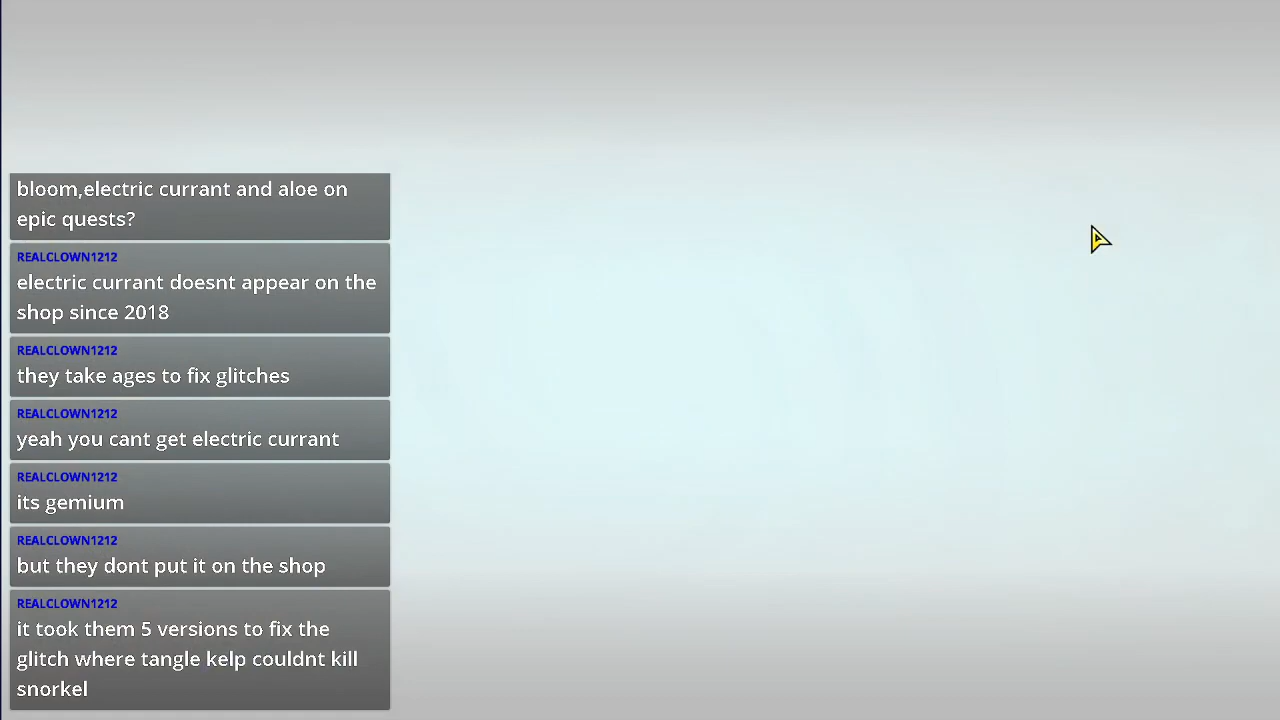 bloom,electric currant and aloe on
epic quests?
REALCLOWN1212
electric currant doesnt appear on the
shop since 2018
REALCLOWN1212
they take ages to fix glitches
REALCLOWN1212
yeah you cant get electric currant
REALCLOWN1212
its gemium
REALCLOWN1212
but they dont put it on the shop
REALCLOWN1212
it took them 5 versions to fix the
glitch where tangle kelp couldnt kill
snorkel